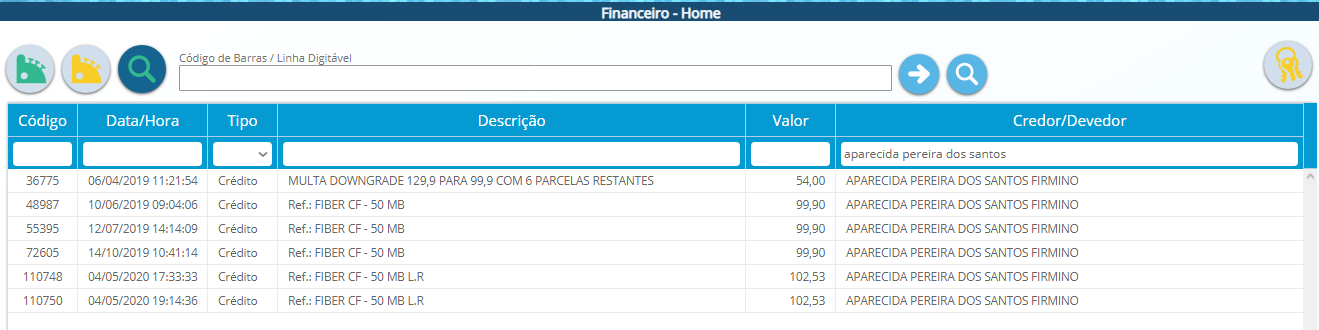 Financeiro - Home
Código de Barras / Linha Digitável
Código Data/Hora Tipo Descrição Valor Credor/Devedor
aparecida pereira dos santos
36775 06/04/2019 11:21:54 Crédito MULTA DOWNGRADE 129,9 PARA 99,9 COM 6 PARCELAS RESTANTES 54,00 APARECIDA PEREIRA DOS SANTOS FIRMINO
48987 10/06/2019 09:04:06 Crédito Ref.: FIBER CF - 50 MB 99,90 APARECIDA PEREIRA DOS SANTOS FIRMINO
55395 12/07/2019 14:14:09 Crédito Ref.: FIBER CF - 50 MB 99,90 APARECIDA PEREIRA DOS SANTOS FIRMINO
72605 14/10/2019 10:41:14 Crédito Ref.: FIBER CF - 50 MB 99,90 APARECIDA PEREIRA DOS SANTOS FIRMINO
110748 04/05/2020 17:33:33 Crédito Ref.: FIBER CF - 50 MB L.R 102,53 APARECIDA PEREIRA DOS SANTOS FIRMINO
110750 04/05/2020 19:14:36 Crédito Ref.: FIBER CF - 50 MB L.R 102,53 APARECIDA PEREIRA DOS SANTOS FIRMINO